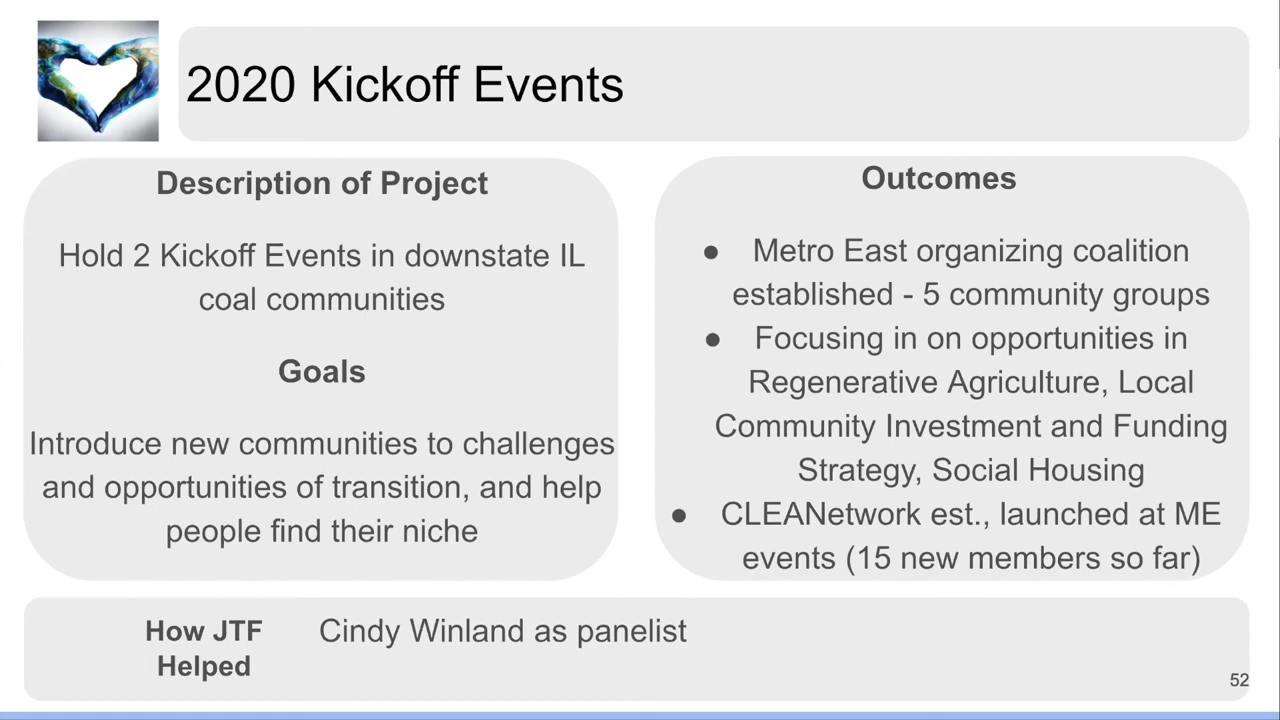 2020 Kickoff Events
Description of Project
Hold 2 Kickoff Events in downstate IL
coal communities
Goals
Introduce new communities to challenges
and opportunities of transition, and help
people find their niche
Outcomes
● Metro East organizing coalition
established - 5 community groups
● Focusing in on opportunities in
Regenerative Agriculture, Local
Community Investment and Funding
Strategy, Social Housing
● CLEANetwork est., launched at ME
events (15 new members so far)
How JTF
Helped
Cindy Winland as panelist
52